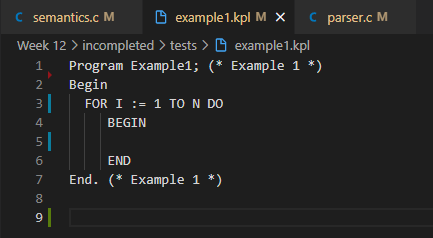 C semantics.c M example1.kpl M × C parser.c M
Week 12 > incompleted > tests > example1.kpl
1 Program Example1; (* Example 1 *)
2 Begin
3 FOR I := 1 TO N DO
4 BEGIN
5
6 END
7 End. (* Example 1 *)
8
9